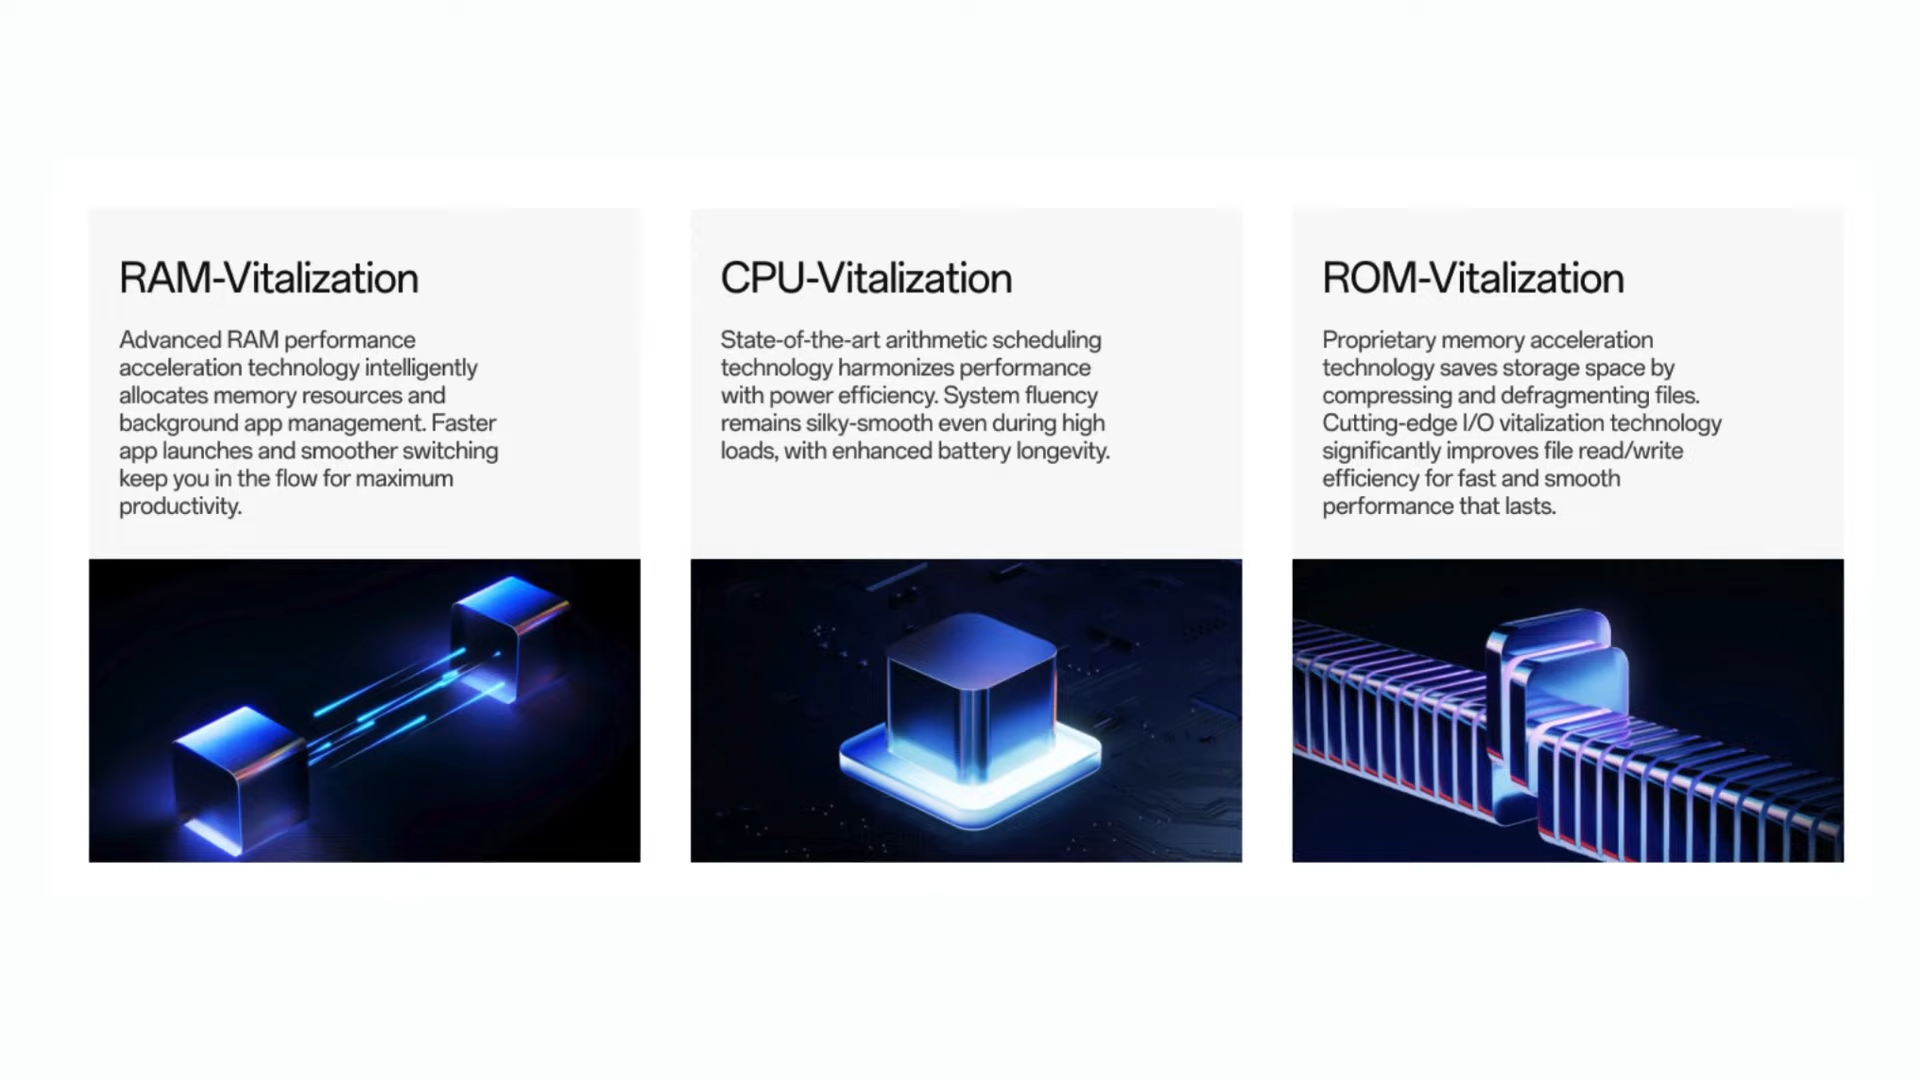 RAM-Vitalization
Advanced RAM performance
acceleration technology intelligently
allocates memory resources and
background app management. Faster
app launches and smoother switching
keep you in the flow for maximum
productivity.
CPU-Vitalization
State-of-the-art arithmetic scheduling
technology harmonizes performance
with power efficiency. System fluency
remains silky-smooth even during high
loads, with enhanced battery longevity.
ROM-Vitalization
Proprietary memory acceleration
technology saves storage space by
compressing and defragmenting files.
Cutting-edge I/O vitalization technology
significantly improves file read/write
efficiency for fast and smooth
performance that lasts.